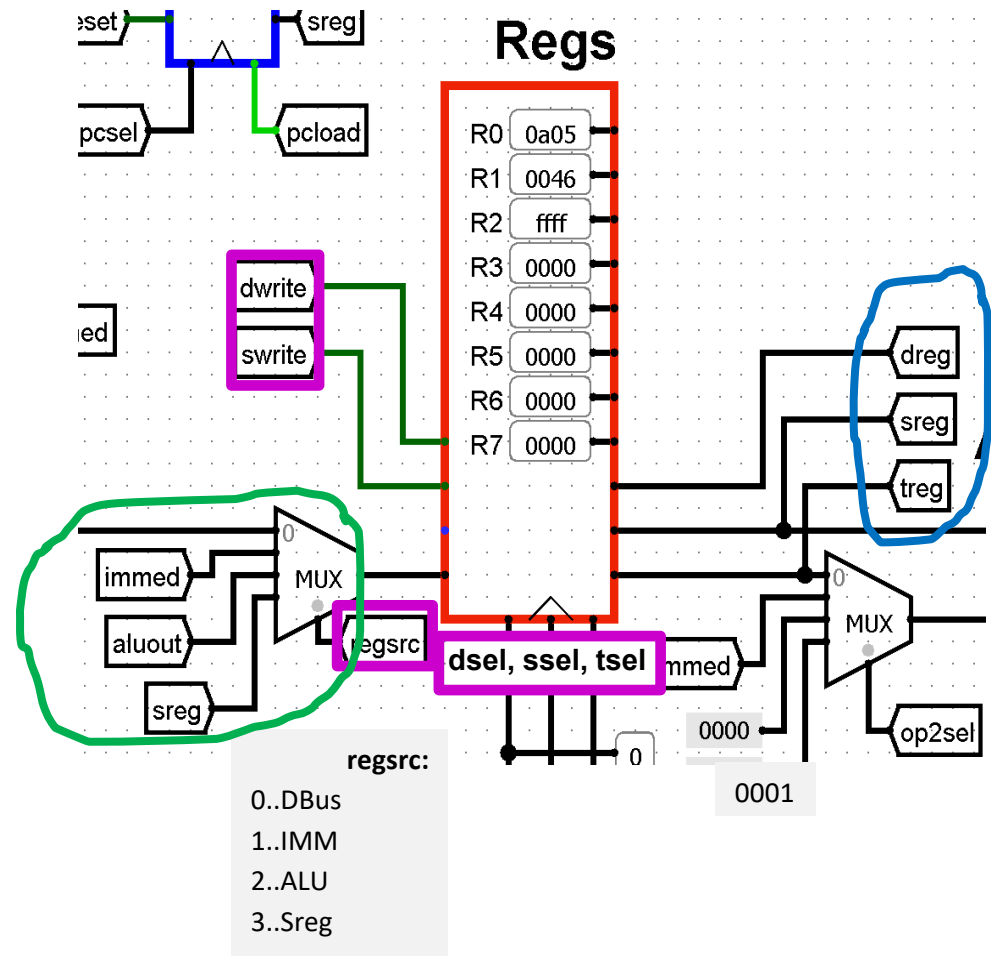 eset
sreg
Regs
pcsel
pcload
R0 0a05
R1 0046
R2 ffff
R3 0000
R4 0000
R5 0000
R6 0000
R7 0000
dwrite
swrite
ed
dreg
sreg
treg
0
immed
MUX
aluout
regsrc
sreg
dsel, ssel, tsel
mmed
0
MUX
0000
op2sel
0
0001
regsrc:
0..DBus
1..IMM
2..ALU
3..Sreg